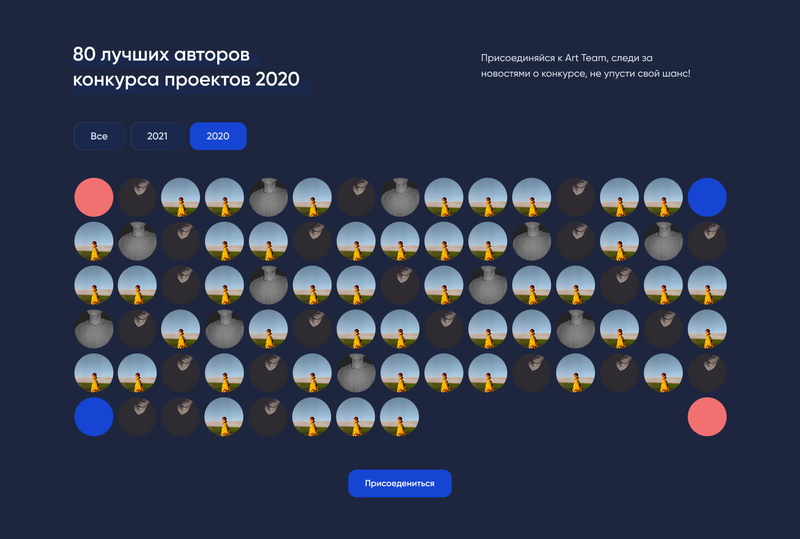 80 лучших авторов
конкурса проектов 2020
Присоединяйся к Art Team, следи за
новостями о конкурсе, не упусти свой шанс!
Все
2021
2020
Присоедениться